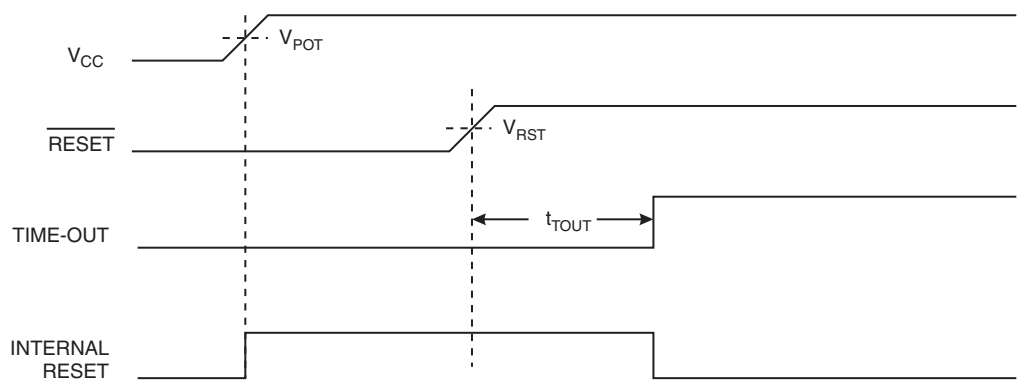 VCC
VPOT
RESET
VRST
TIME-OUT
tTOUT
INTERNAL
RESET